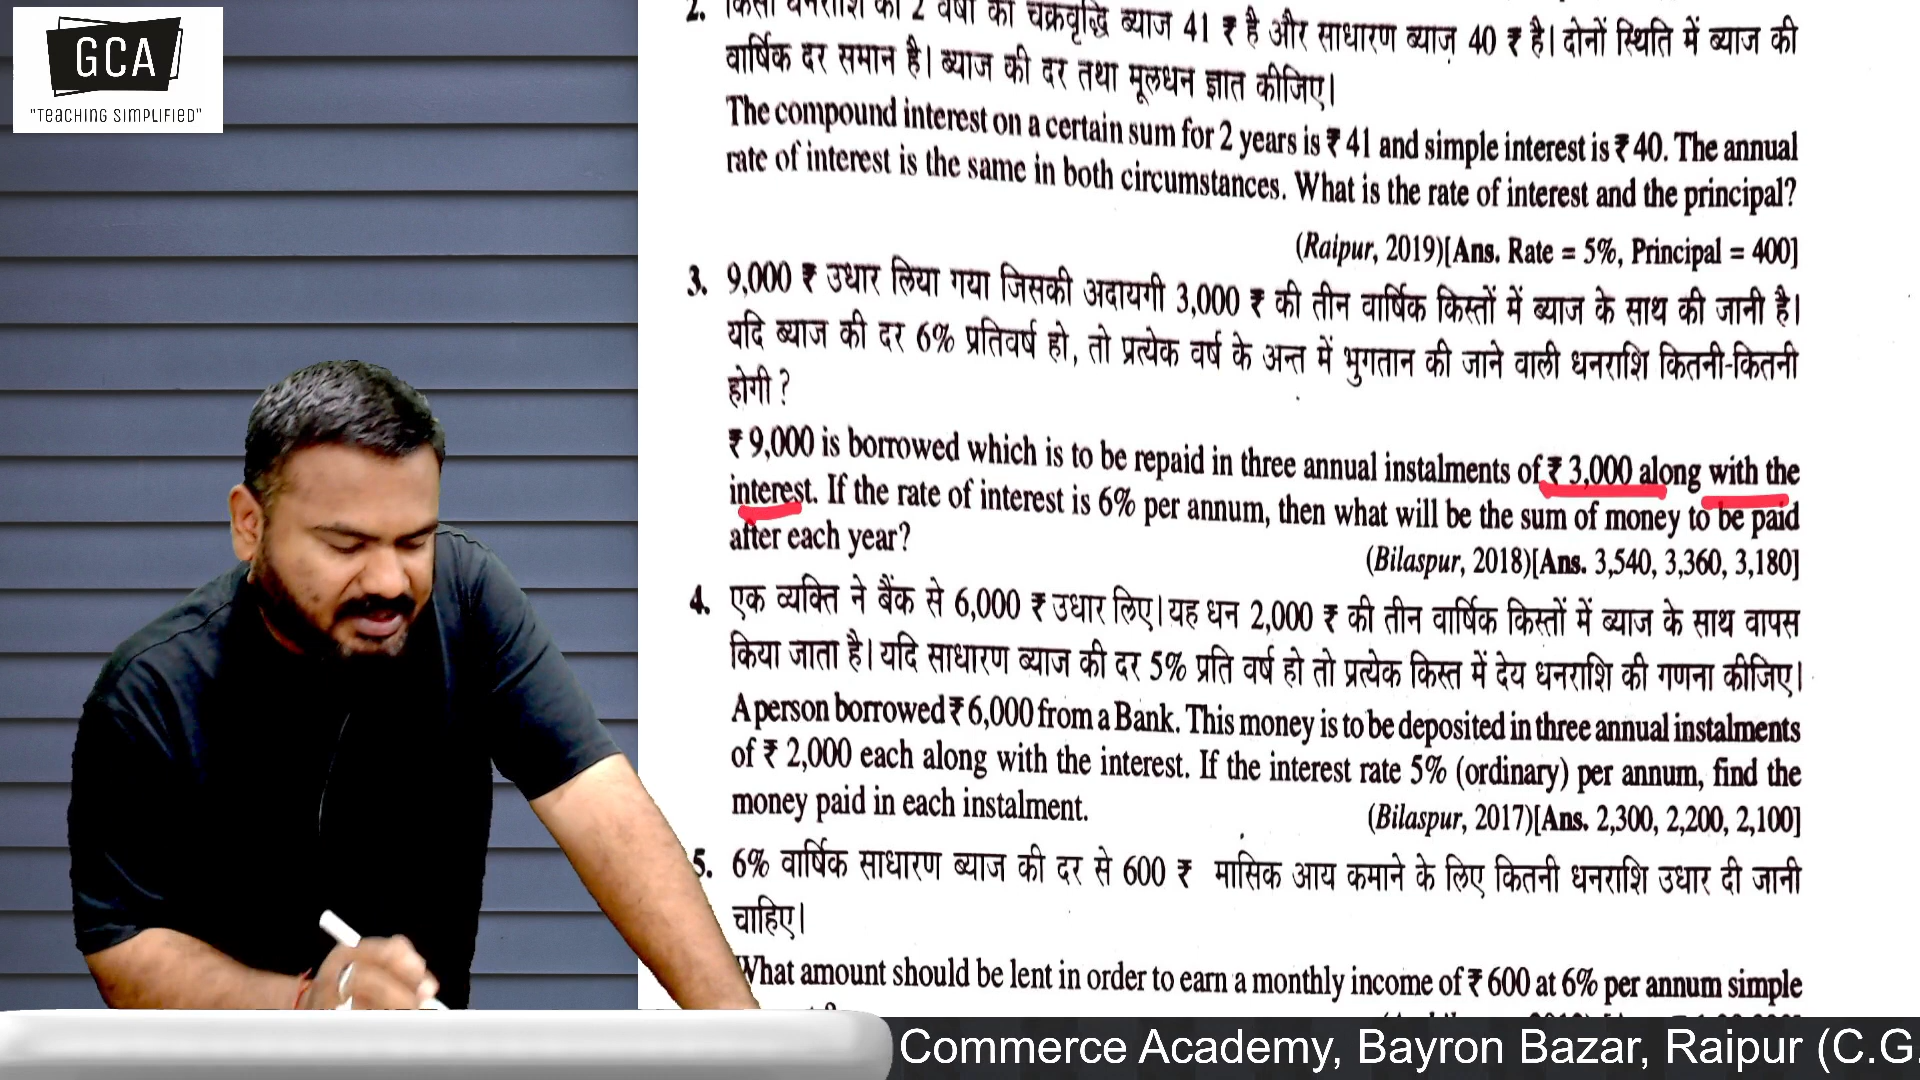 GCA
"TEACHING SIMPLIFIED"
2. किसी धनराशि का 2 वर्षों का चक्रवृद्धि ब्याज 41 ₹ है और साधारण ब्याज 40 ₹ है। दोनों स्थिति में ब्याज की
वार्षिक दर समान है। ब्याज की दर तथा मूलधन ज्ञात कीजिए।
The compound interest on a certain sum for 2 years is ₹ 41 and simple interest is ₹ 40. The annual
rate of interest is the same in both circumstances. What is the rate of interest and the principal?
(Raipur, 2019)[Ans. Rate = 5%, Principal = 400]
3. 9,000 ₹ उधार लिया गया जिसकी अदायगी 3,000 ₹ की तीन वार्षिक किस्तों में ब्याज के साथ की जानी है।
यदि ब्याज की दर 6% प्रतिवर्ष हो, तो प्रत्येक वर्ष के अन्त में भुगतान की जाने वाली धनराशि कितनी-कितनी
होगी ?
₹ 9,000 is borrowed which is to be repaid in three annual instalments of ₹ 3,000 along with the
interest. If the rate of interest is 6% per annum, then what will be the sum of money to be paid
after each year?
(Bilaspur, 2018)[Ans. 3,540, 3,360, 3,180]
4. एक व्यक्ति ने बैंक से 6,000 ₹ उधार लिए। यह धन 2,000 ₹ की तीन वार्षिक किस्तों में ब्याज के साथ वापस
किया जाता है। यदि साधारण ब्याज की दर 5% प्रति वर्ष हो तो प्रत्येक किस्त में देय धनराशि की गणना कीजिए।
A person borrowed ₹ 6,000 from a Bank. This money is to be deposited in three annual instalments
of ₹ 2,000 each along with the interest. If the interest rate 5% (ordinary) per annum, find the
money paid in each instalment.
(Bilaspur, 2017)[Ans. 2,300, 2,200, 2,100]
5. 6% वार्षिक साधारण ब्याज की दर से 600 ₹ मासिक आय कमाने के लिए कितनी धनराशि उधार दी जानी
चाहिए।
What amount should be lent in order to earn a monthly income of ₹ 600 at 6% per annum simple
Commerce Academy, Bayron Bazar, Raipur (C.G.